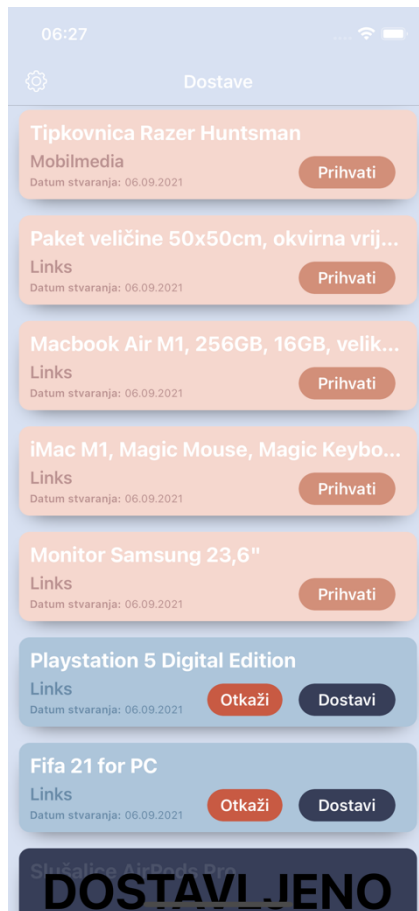 06:27
Dostave
Tipkovnica Razer Huntsman
Mobilmedia
Datum stvaranja: 06.09.2021
Prihvati
Paket veličine 50x50cm, okvirna vrij...
Links
Datum stvaranja: 06.09.2021
Prihvati
Macbook Air M1, 256GB, 16GB, velik...
Links
Datum stvaranja: 06.09.2021
Prihvati
iMac M1, Magic Mouse, Magic Keybo...
Links
Datum stvaranja: 06.09.2021
Prihvati
Monitor Samsung 23,6"
Links
Datum stvaranja: 06.09.2021
Prihvati
Playstation 5 Digital Edition
Links
Datum stvaranja: 06.09.2021
Otkaži
Dostavi
Fifa 21 for PC
Links
Datum stvaranja: 06.09.2021
Otkaži
Dostavi
Slušalice AirPods Pro
DOSTAVLJENO